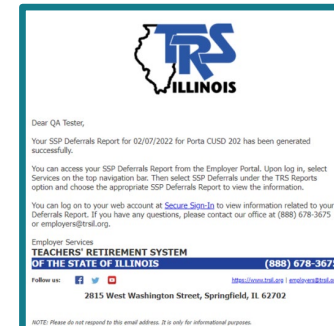 TRS
ILLINOIS
Dear QA Tester,
Your SSP Deferrals Report for 02/07/2022 for Porta CUSD 202 has been generated
successfully.
You can access your SSP Deferrals Report from the Employer Portal. Upon log in, select
Services on the top navigation bar. Then select SSP Deferrals under the TRS Reports
option and choose the appropriate SSP Deferrals Report to view the information.
You can log on to your web account at Secure Sign-In to view information related to your
Deferrals Report. If you have any questions, please contact our office at (888) 678-3675
or employers@trsil.org.
Employer Services
TEACHERS' RETIREMENT SYSTEM
OF THE STATE OF ILLINOIS (888) 678-3675
Follow us: https://www.trsil.org | employers@trsil.org
2815 West Washington Street, Springfield, IL 62702
NOTE: Please do not respond to this email address. It is only for informational purposes.